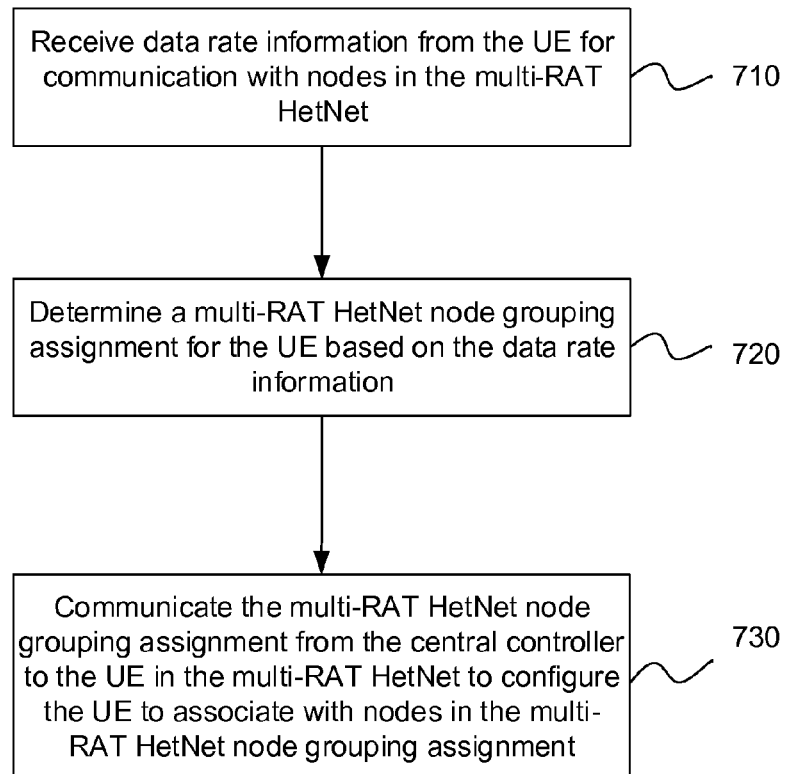 Receive data rate information from the UE for
communication with nodes in the multi-RAT
HetNet
710
Determine a multi-RAT HetNet node grouping
assignment for the UE based on the data rate
information
720
Communicate the multi-RAT HetNet node
grouping assignment from the central controller
to the UE in the multi-RAT HetNet to configure
the UE to associate with nodes in the multi-
RAT HetNet node grouping assignment
730